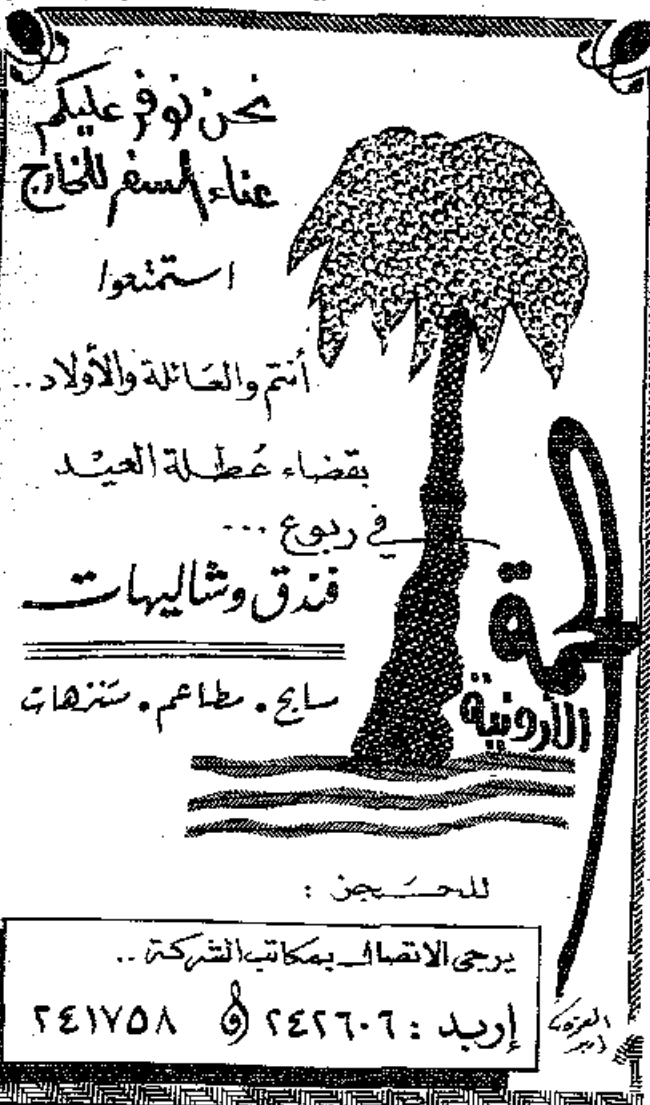 نحن نوفر عليكم
عناء السفر للخارج
استمتعوا
أنتم والعائلة والأولاد..
بقضاء عُطلة العيد
في ربوع ...
الحمة
الأردنية
فندق وشاليهات
مسابح . مطاعم . متنزهات
للحجز :
يرجى الاتصال بمكاتب الشركة ..
إربد : ٢٤٢٦٠٦ و ٢٤١٧٥٨